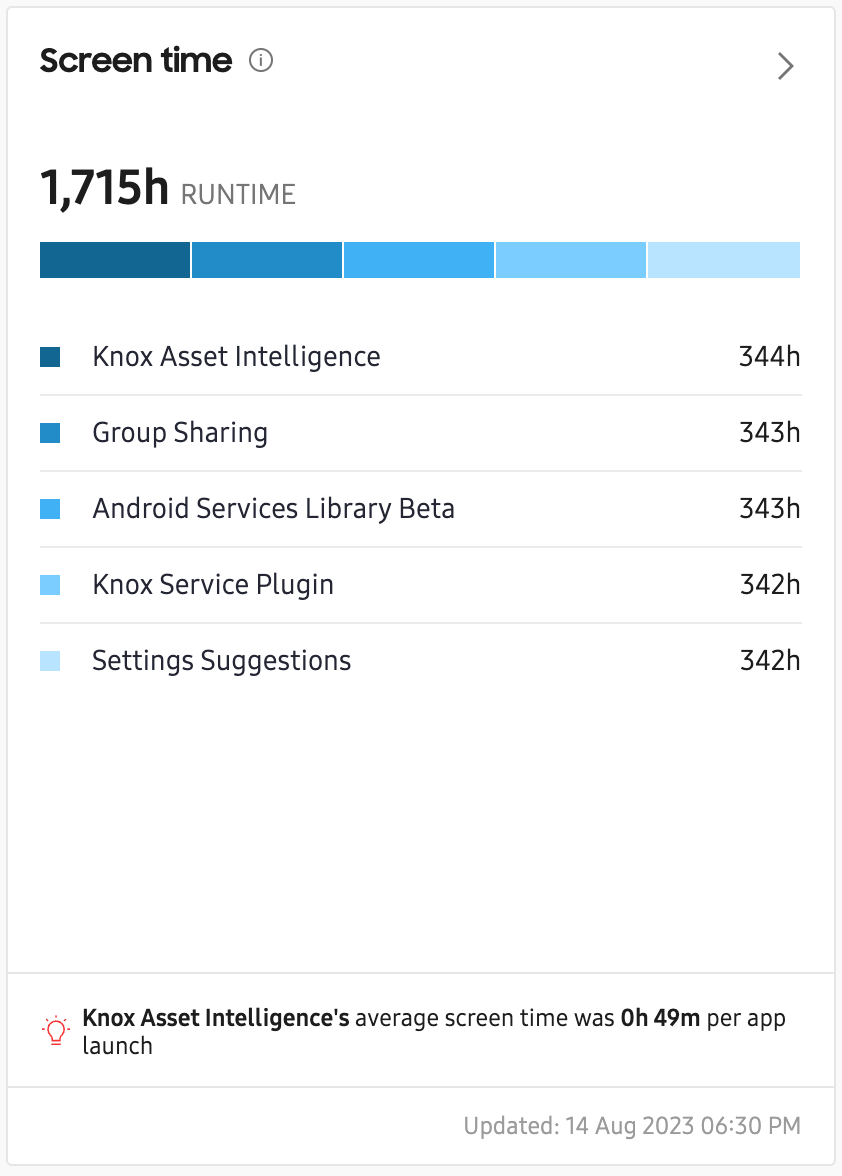 Screen time
1,715h RUNTIME
Knox Asset Intelligence 344h
Group Sharing 343h
Android Services Library Beta 343h
Knox Service Plugin 342h
Settings Suggestions 342h
Knox Asset Intelligence's average screen time was 0h 49m per app
launch
Updated: 14 Aug 2023 06:30 PM